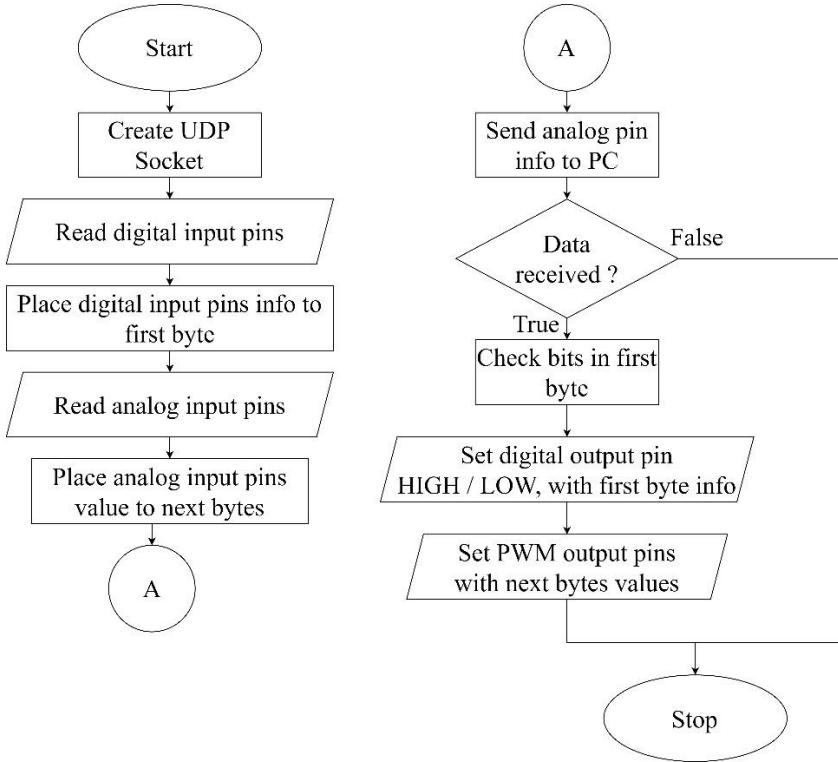 Start
Create UDP
Socket
Read digital input pins
Place digital input pins info to
first byte
Read analog input pins
Place analog input pins
value to next bytes
A
A
Send analog pin
info to PC
Data
received ?
False
True
Check bits in first
byte
Set digital output pin
HIGH / LOW, with first byte info
Set PWM output pins
with next bytes values
Stop